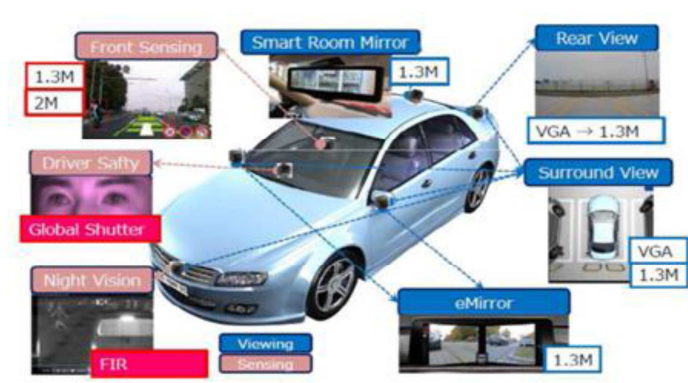 Front Sensing
1.3M
2M
Smart Room Mirror
1.3M
Rear View
VGA → 1.3M
Driver Safty
Global Shutter
Surround View
VGA
1.3M
Night Vision
FIR
eMirror
1.3M
Viewing
Sensing